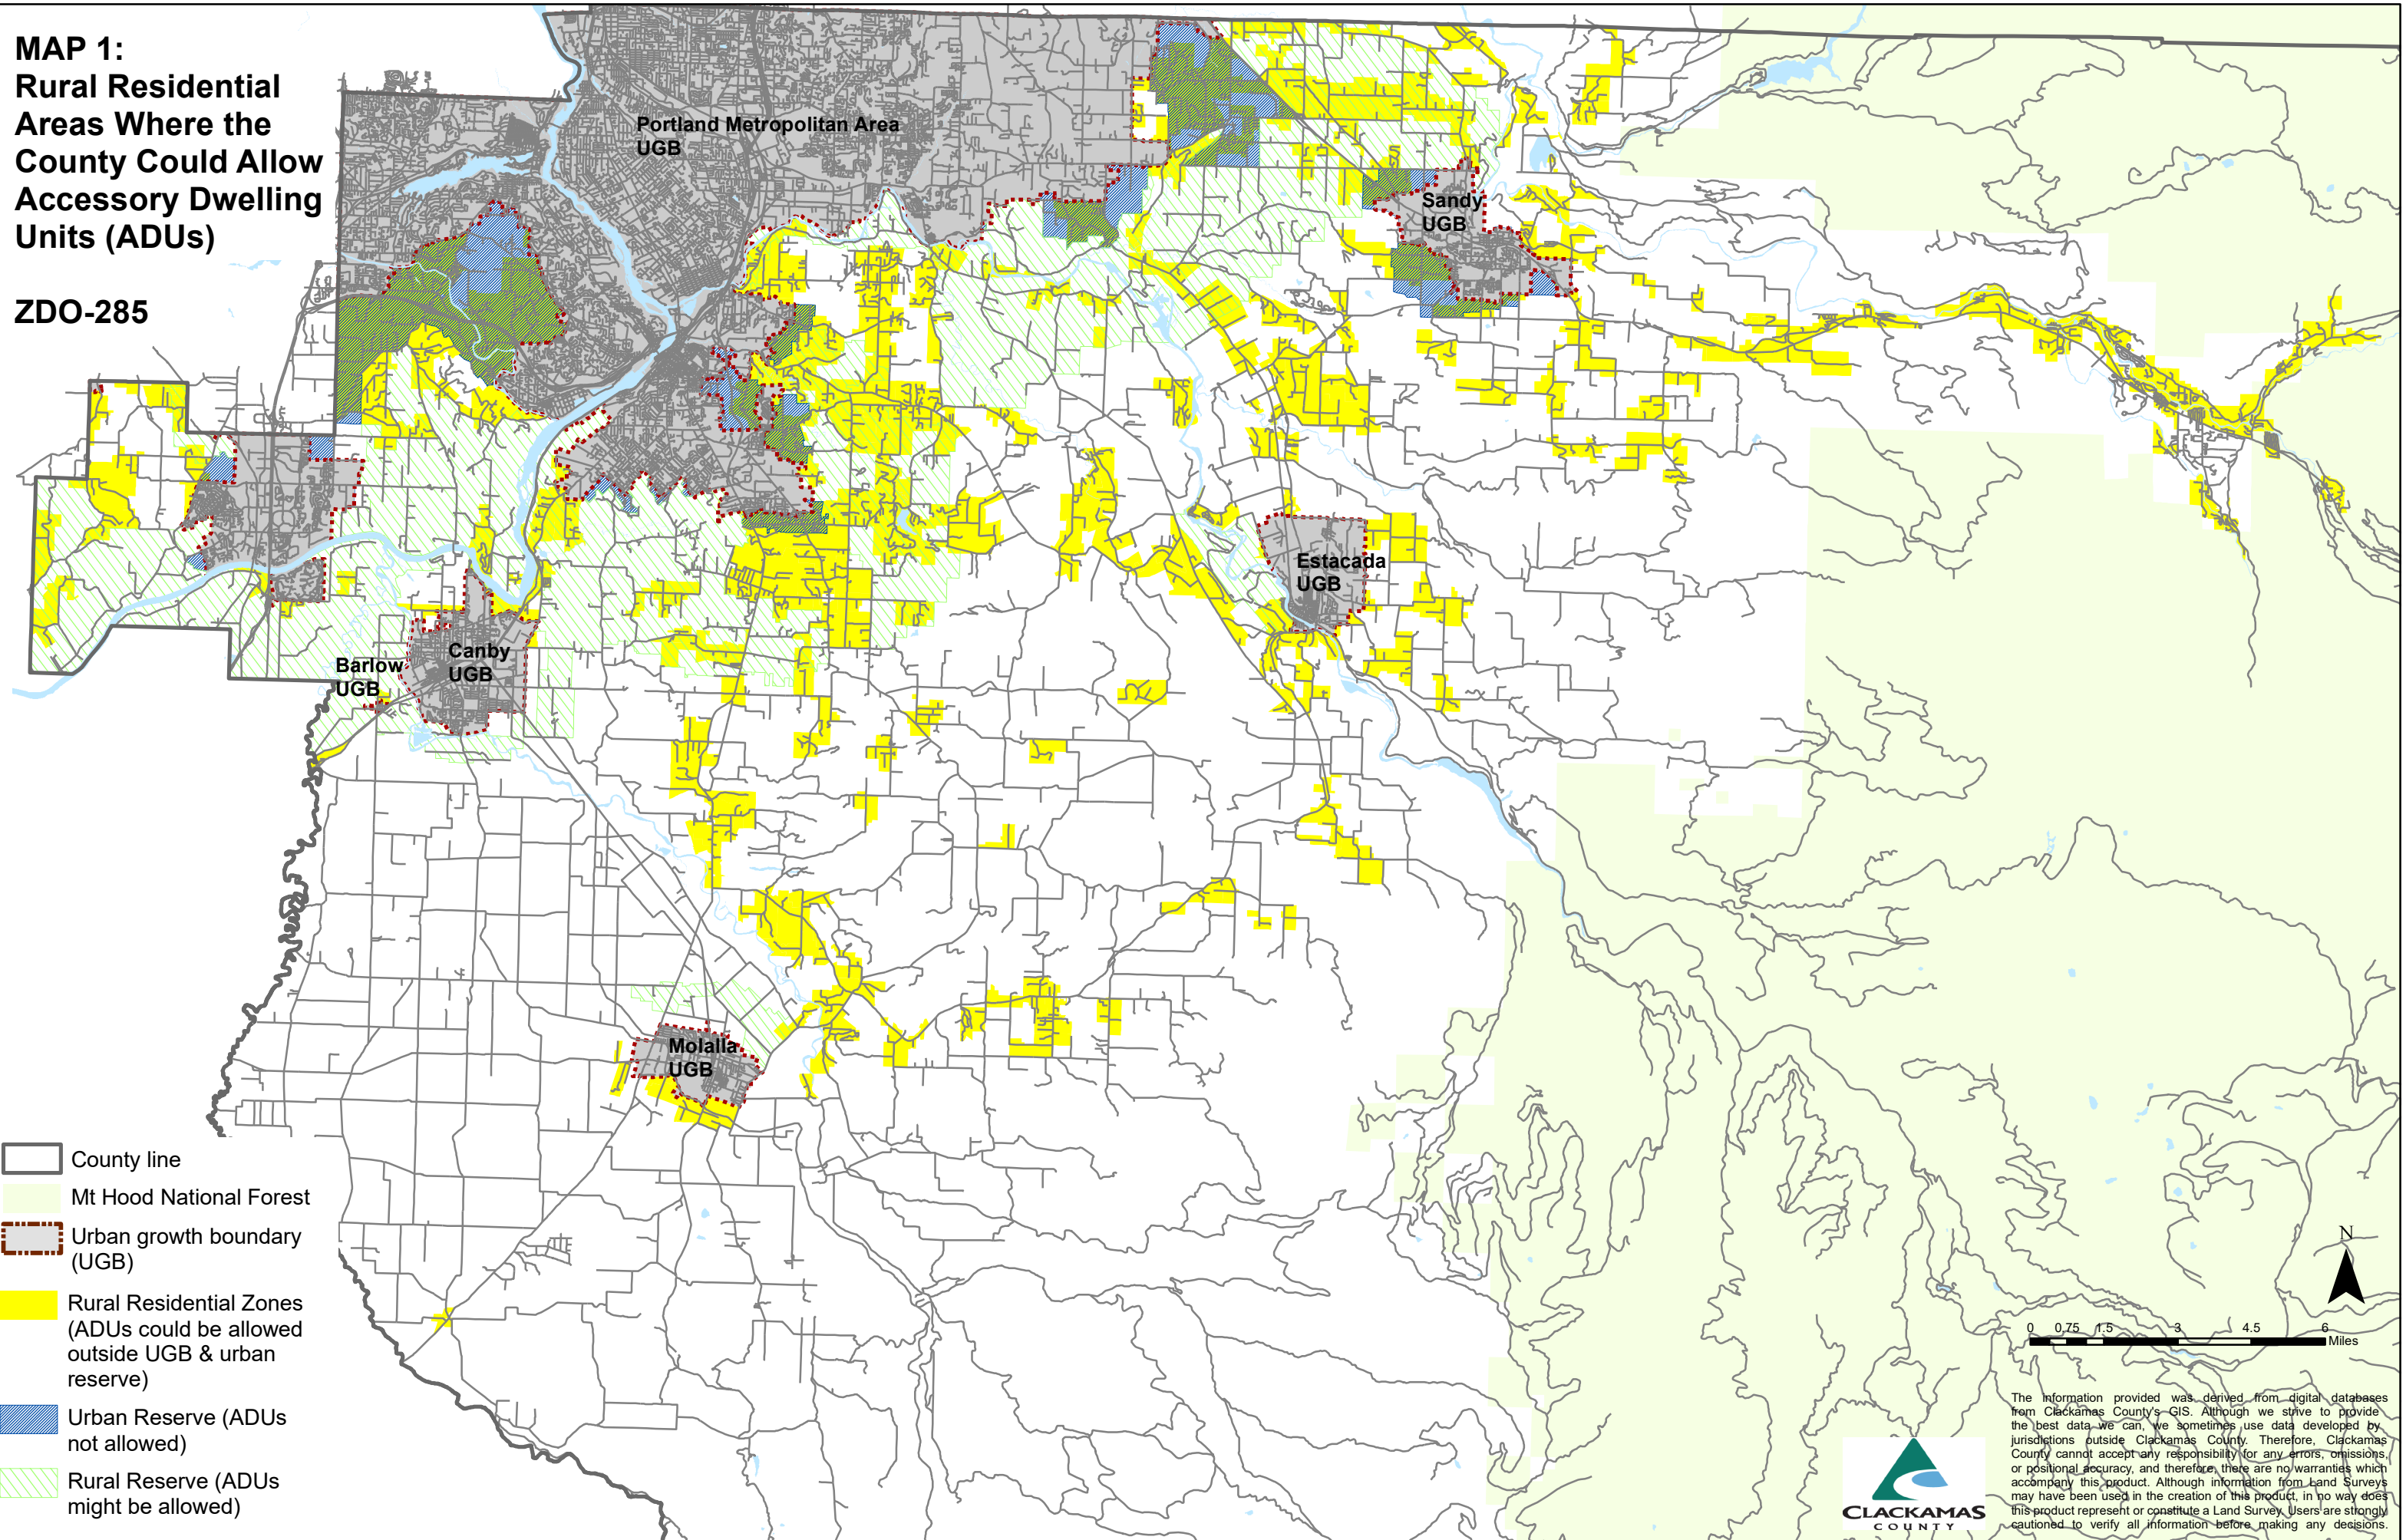 MAP 1:
Rural Residential
Areas Where the
County Could Allow
Accessory Dwelling
Units (ADUs)
ZDO-285
Portland Metropolitan Area
UGB
Sandy
UGB
Estacada
UGB
Barlow
UGB
Canby
UGB
Molalla
UGB
County line
Mt Hood National Forest
Urban growth boundary
(UGB)
Rural Residential Zones
(ADUs could be allowed
outside UGB & urban
reserve)
Urban Reserve (ADUs
not allowed)
Rural Reserve (ADUs
might be allowed)
N
0 0.75 1.5 3 4.5 6
Miles
The information provided was derived from digital databases
from Clackamas County's GIS. Although we strive to provide
the best data we can, we sometimes use data developed by
jurisdictions outside Clackamas County. Therefore, Clackamas
County cannot accept any responsibility for any errors, omissions,
or positional accuracy, and therefore, there are no warranties which
accompany this product. Although information from Land Surveys
may have been used in the creation of this product, in no way does
this product represent or constitute a Land Survey. Users are strongly
cautioned to verify all information before making any decisions.
CLACKAMAS
COUNTY